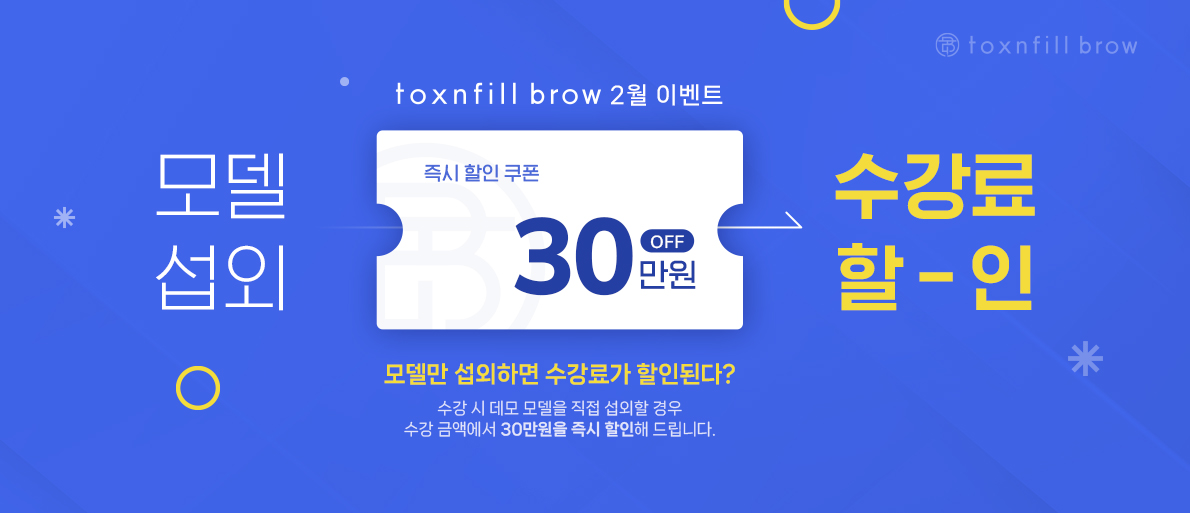 toxnfill brow
toxnfill brow 2월 이벤트
모델
섭외
즉시 할인 쿠폰
30만원
OFF
수강료
할-인
모델만 섭외하면 수강료가 할인된다?
수강 시 데모 모델을 직접 섭외할 경우
수강 금액에서 30만원을 즉시 할인해 드립니다.